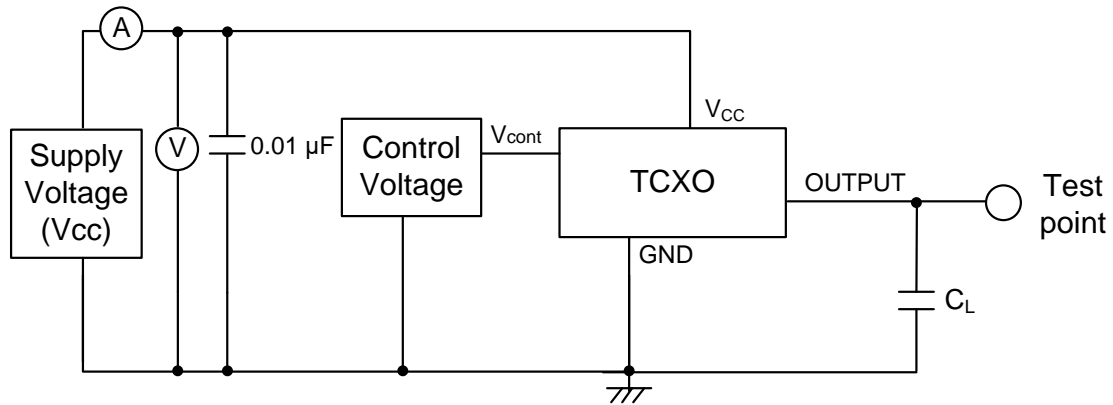 A
V
Supply
Voltage
(Vcc)
0.01 µF
Control
Voltage
Vcont
VCC
TCXO
GND
OUTPUT
Test
point
CL